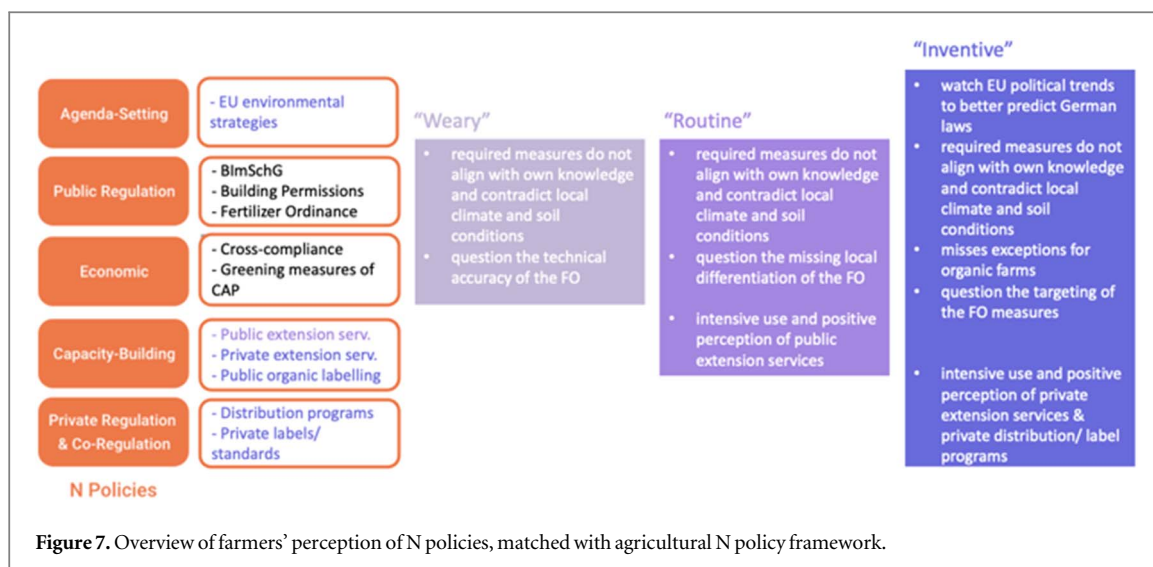 Agenda-Setting
- EU environmental
strategies
Public Regulation
- BImSchG
- Building Permissions
- Fertilizer Ordinance
Economic
- Cross-compliance
- Greening measures of
CAP
Capacity-Building
- Public extension serv.
- Private extension serv.
- Public organic labelling
Private Regulation
& Co-Regulation
- Distribution programs
- Private labels/
standards
N Policies
“Weary”
• required measures do not
align with own knowledge
and contradict local
climate and soil
conditions
• question the technical
accuracy of the FO
“Routine”
• required measures do not
align with own knowledge
and contradict local
climate and soil
conditions
• question the missing local
differentiation of the FO
• intensive use and positive
perception of public
extension services
“Inventive”
• watch EU political trends
to better predict German
laws
• required measures do not
align with own knowledge
and contradict local
climate and soil
conditions
• misses exceptions for
organic farms
• question the targeting of
the FO measures
• intensive use and positive
perception of private
extension services &
private distribution/ label
programs
Figure 7. Overview of farmers’ perception of N policies, matched with agricultural N policy framework.